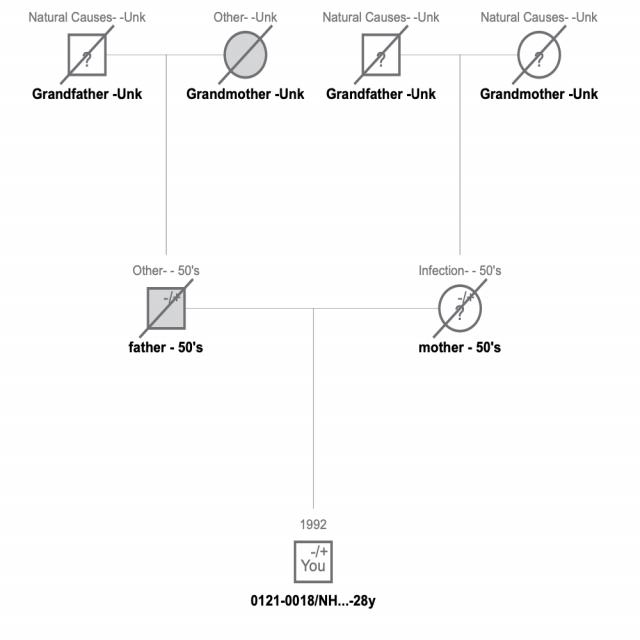 Natural Causes- -Unk
Other- -Unk
Natural Causes- -Unk
Natural Causes- -Unk
?
?
?
Grandfather -Unk
Grandmother -Unk
Grandfather -Unk
Grandmother -Unk
Other- - 50's
Infection- - 50's
-/+
-/+
?
father - 50's
mother - 50's
1992
-/+
You
0121-0018/NH...-28y